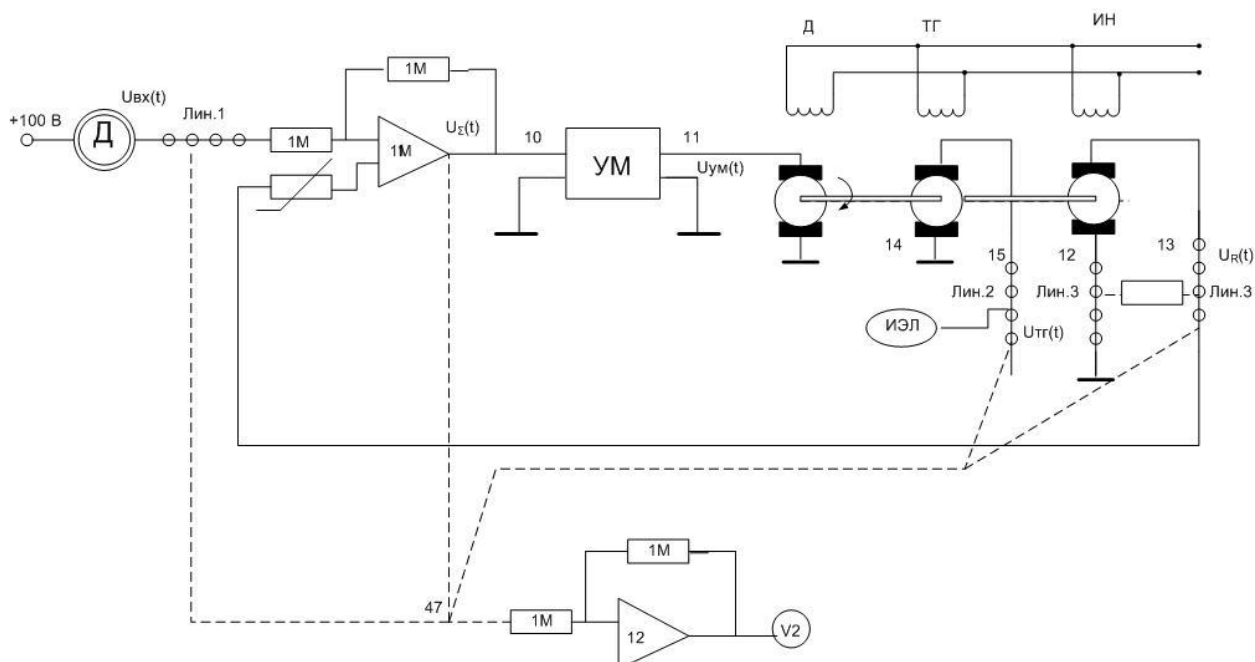 Д ТГ ИН
1М
Uвх(t)
+100 В
Д
Лин.1
1М
1М
UΣ(t)
10
УМ
11
Uум(t)
14
15
12
13
UR(t)
Лин.2
Лин.3
Лин.3
ИЭЛ
Uтг(t)
1М
47
1М
12
V2